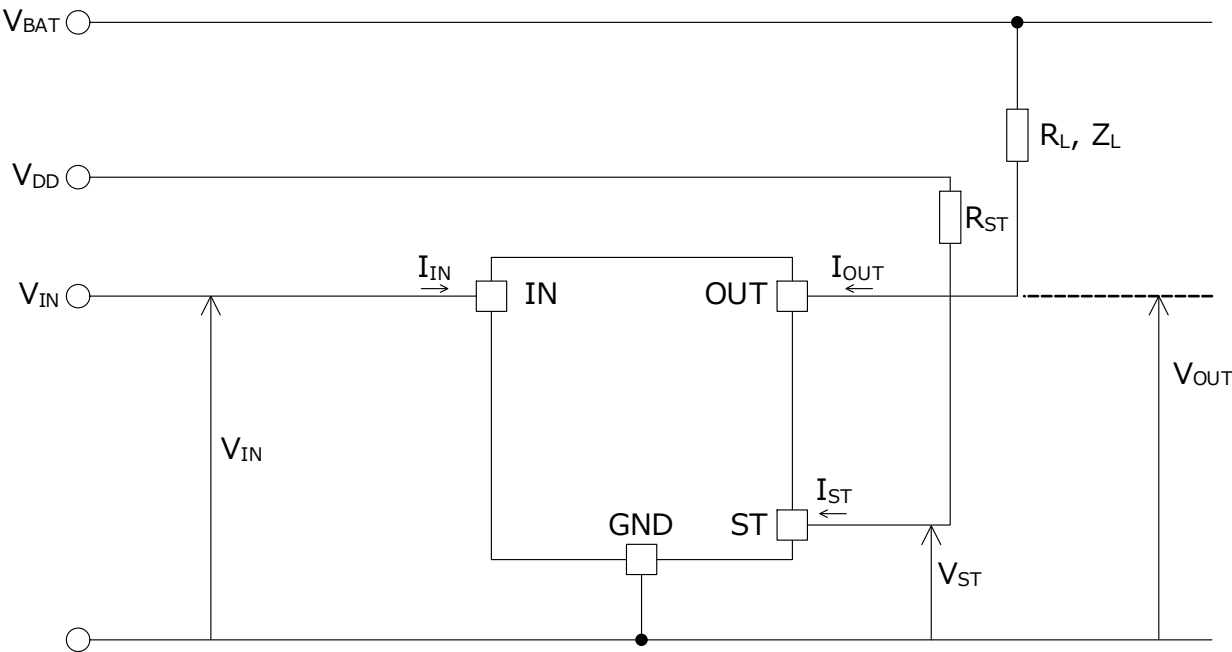 VBAT
RL, ZL
VDD
RST
IIN
IOUT
VIN
IN
OUT
VOUT
VIN
IST
GND
ST
VST